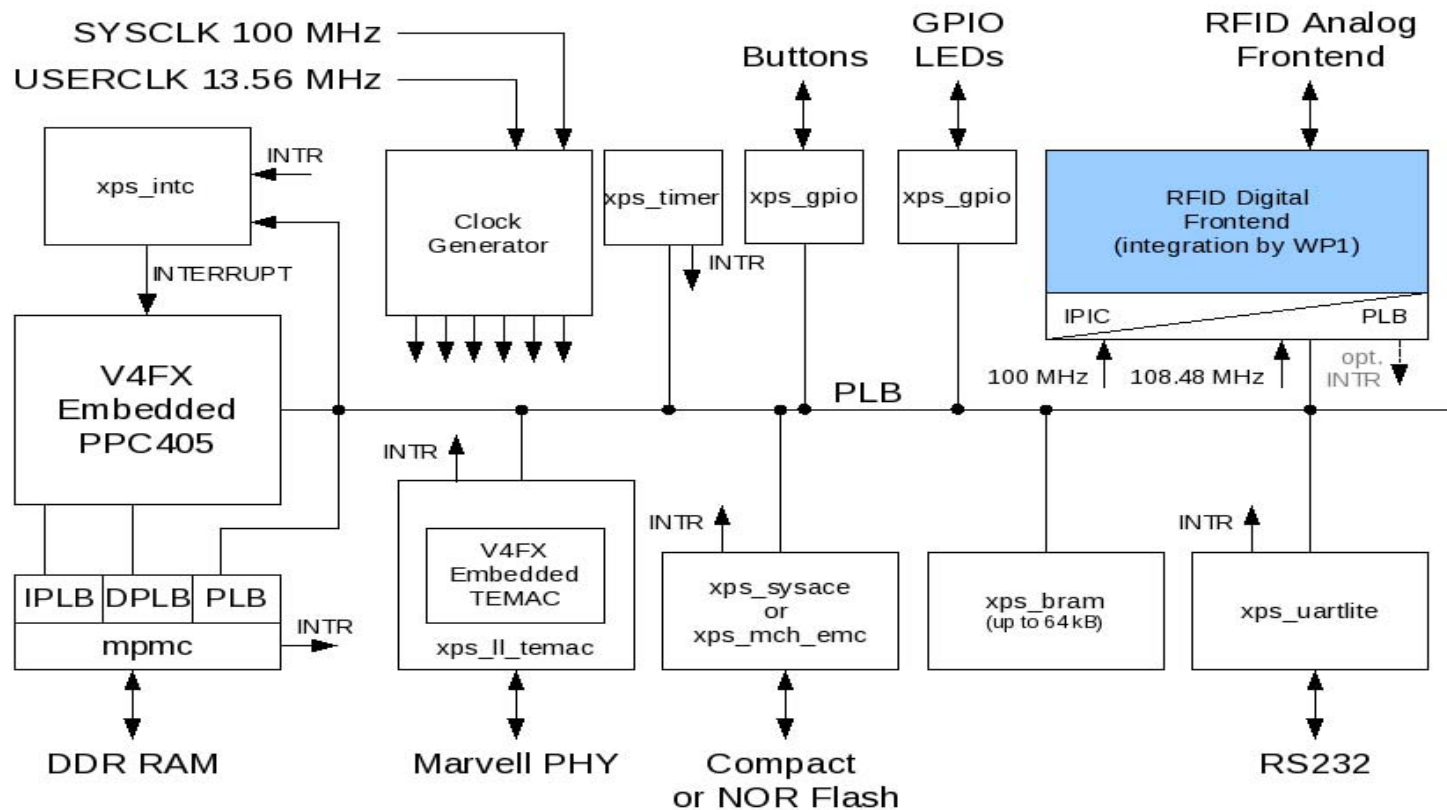 SYSCLK 100 MHz
USERCLK 13.56 MHz
Buttons
GPIO
LEDs
RFID Analog
Frontend
xps_intc
INTR
Clock
Generator
xps_timer
INTR
xps_gpio
xps_gpio
RFID Digital
Frontend
(integration by WP1)
IPIC
PLB
100 MHz
108.48 MHz
opt.
INTR
INTERRUPT
V4FX
Embedded
PPC405
PLB
IPLB
DPLB
PLB
mpmc
INTR
DDR RAM
INTR
V4FX
Embedded
TEMAC
xps_ll_temac
Marvell PHY
INTR
xps_sysace
or
xps_mch_emc
Compact
or NOR Flash
xps_bram
(up to 64 kB)
INTR
xps_uartlite
RS232